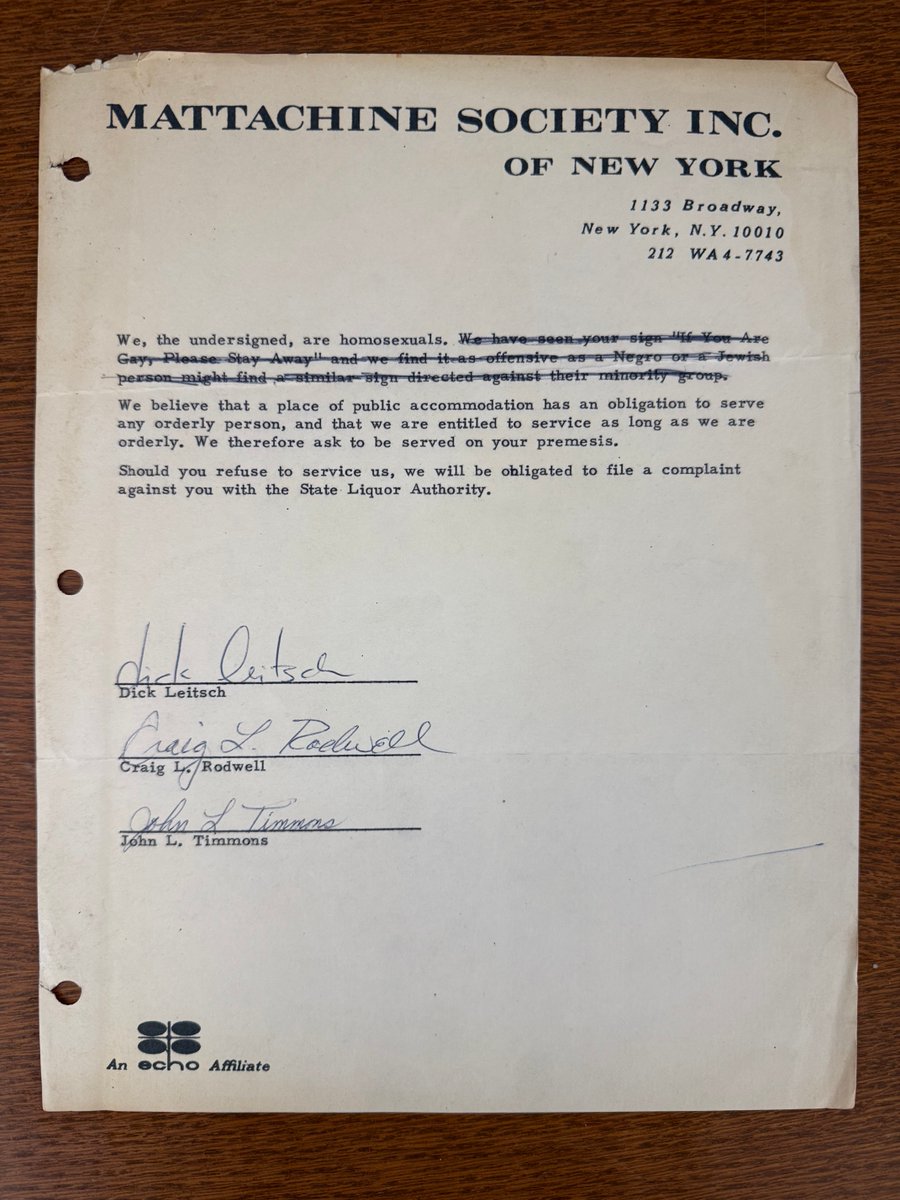 MATTACHINE SOCIETY INC.
OF NEW YORK
1133 Broadway,
New York, N.Y. 10010
212 WA4-7743
We, the undersigned, are homosexuals. We have seen your sign "If You Are
Gay, Please Stay Away" and we find it as offensive as a Negro or a Jewish
person might find a similar sign directed against their minority group.
We believe that a place of public accommodation has an obligation to serve
any orderly person, and that we are entitled to service as long as we are
orderly. We therefore ask to be served on your premesis.
Should you refuse to service us, we will be obligated to file a complaint
against you with the State Liquor Authority.
Dick Leitsch
Dick Leitsch
Craig L. Rodwell
Craig L. Rodwell
John L Timmons
John L. Timmons
An echo Affiliate